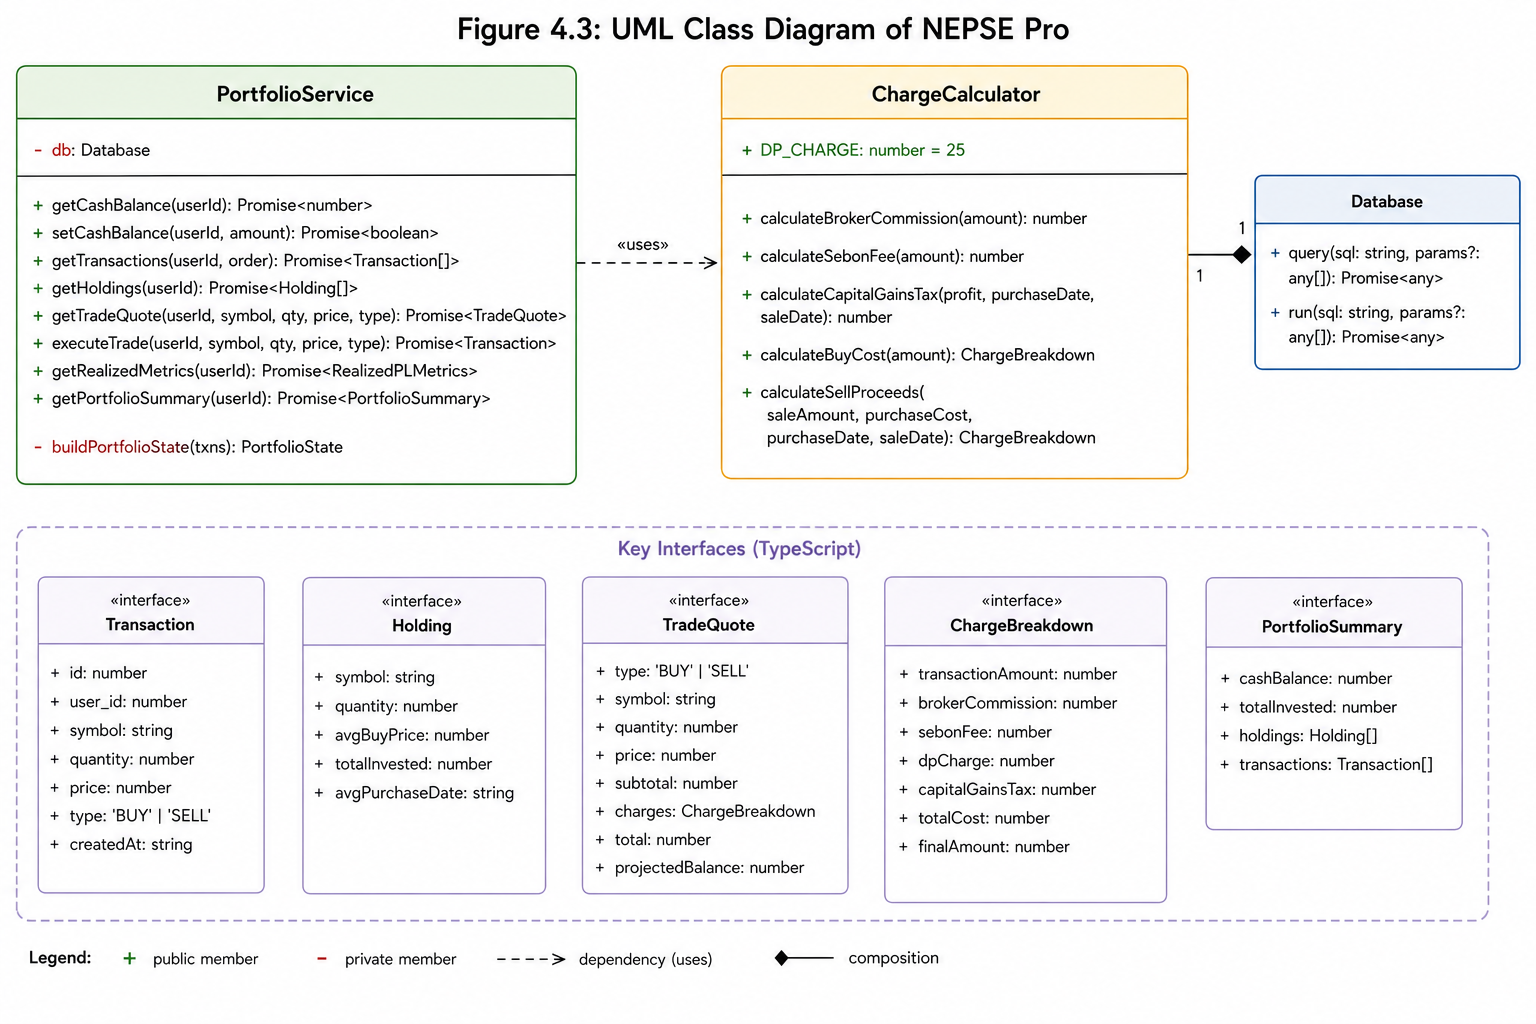 Figure 4.3: UML Class Diagram of NEPSE Pro
PortfolioService
- db: Database
+ getCashBalance(userId): Promise<number>
+ setCashBalance(userId, amount): Promise<boolean>
+ getTransactions(userId, order): Promise<Transaction[]>
+ getHoldings(userId): Promise<Holding[]>
+ getTradeQuote(userId, symbol, qty, price, type): Promise<TradeQuote>
+ executeTrade(userId, symbol, qty, price, type): Promise<Transaction>
+ getRealizedMetrics(userId): Promise<RealizedPLMetrics>
+ getPortfolioSummary(userId): Promise<PortfolioSummary>
- buildPortfolioState(txns): PortfolioState
«uses»
ChargeCalculator
+ DP_CHARGE: number = 25
+ calculateBrokerCommission(amount): number
+ calculateSebonFee(amount): number
+ calculateCapitalGainsTax(profit, purchaseDate,
saleDate): number
+ calculateBuyCost(amount): ChargeBreakdown
+ calculateSellProceeds(
saleAmount, purchaseCost,
purchaseDate, saleDate): ChargeBreakdown
1
1
Database
+ query(sql: string, params?:
any[]): Promise<any>
+ run(sql: string, params?:
any[]): Promise<any>
Key Interfaces (TypeScript)
«interface»
Transaction
+ id: number
+ user_id: number
+ symbol: string
+ quantity: number
+ price: number
+ type: 'BUY' | 'SELL'
+ createdAt: string
«interface»
Holding
+ symbol: string
+ quantity: number
+ avgBuyPrice: number
+ totalInvested: number
+ avgPurchaseDate: string
«interface»
TradeQuote
+ type: 'BUY' | 'SELL'
+ symbol: string
+ quantity: number
+ price: number
+ subtotal: number
+ charges: ChargeBreakdown
+ total: number
+ projectedBalance: number
«interface»
ChargeBreakdown
+ transactionAmount: number
+ brokerCommission: number
+ sebonFee: number
+ dpCharge: number
+ capitalGainsTax: number
+ totalCost: number
+ finalAmount: number
«interface»
PortfolioSummary
+ cashBalance: number
+ totalInvested: number
+ holdings: Holding[]
+ transactions: Transaction[]
Legend: + public member - private member dependency (uses) composition